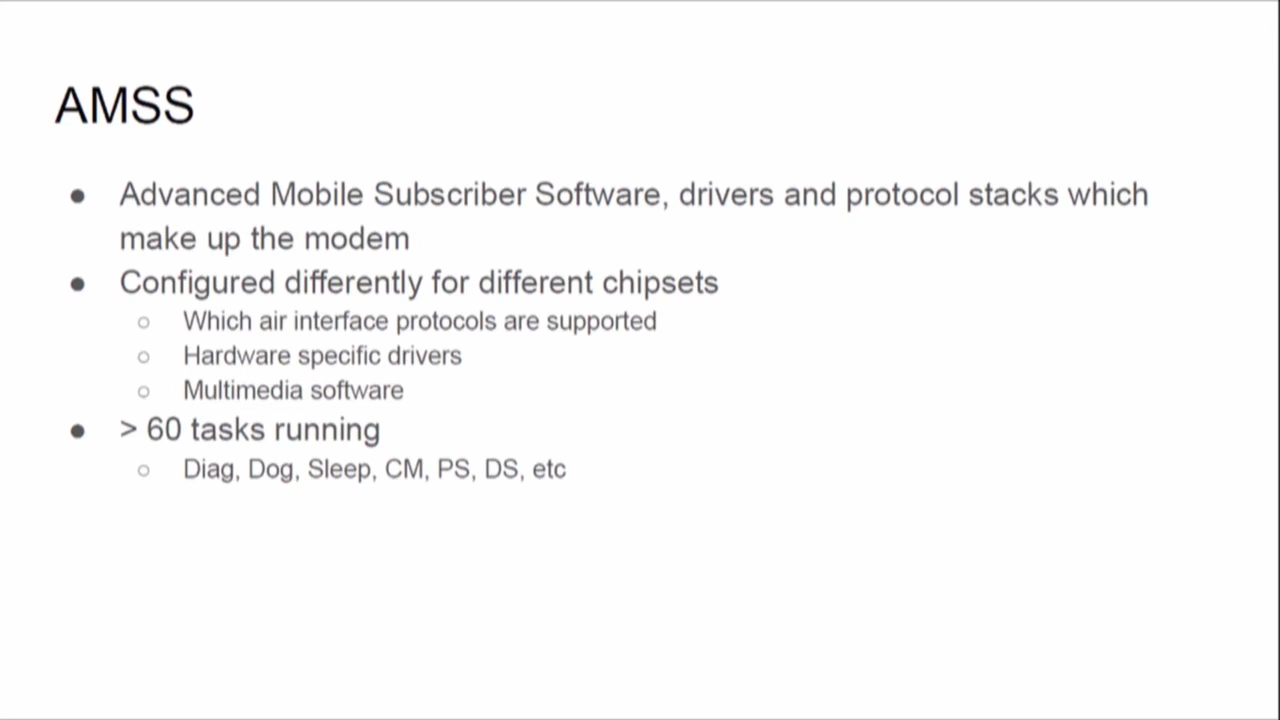 AMSS
● Advanced Mobile Subscriber Software, drivers and protocol stacks which
make up the modem
● Configured differently for different chipsets
○ Which air interface protocols are supported
○ Hardware specific drivers
○ Multimedia software
● > 60 tasks running
○ Diag, Dog, Sleep, CM, PS, DS, etc